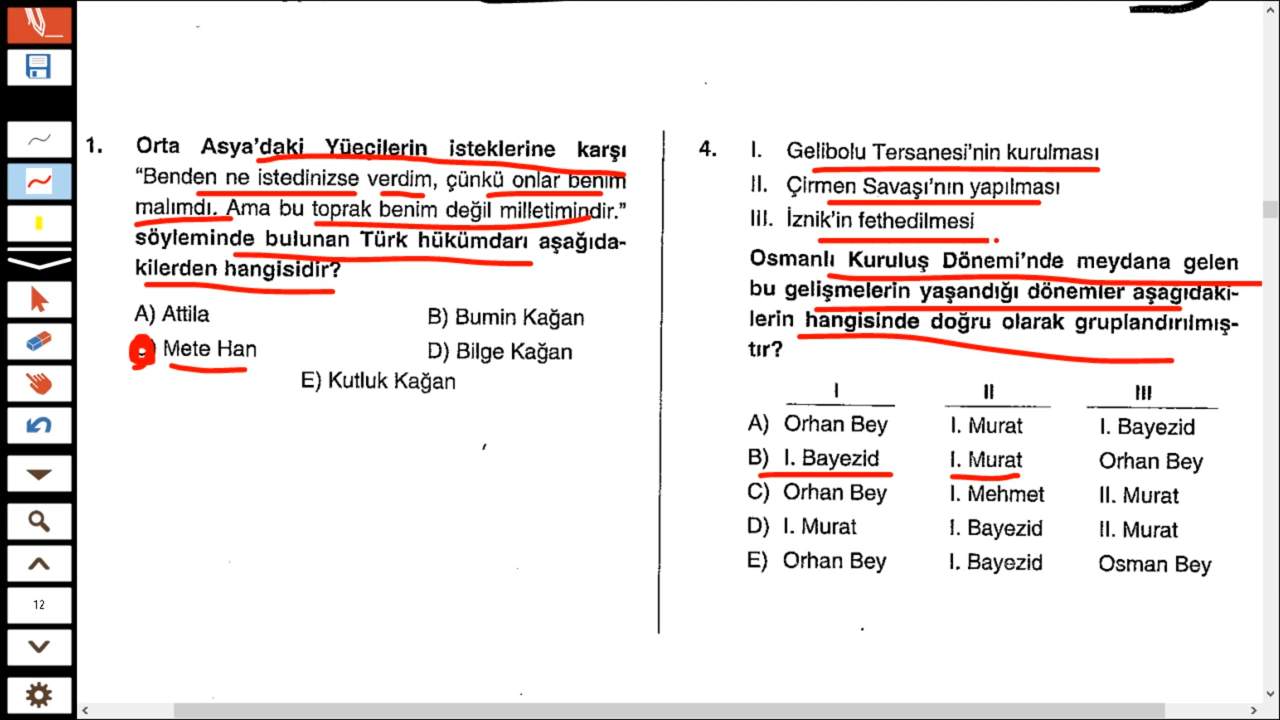 1. Orta Asya'daki Yüeçilerin isteklerine karşı
"Benden ne istedinizse verdim, çünkü onlar benim
malımdı. Ama bu toprak benim değil milletimindir."
söyleminde bulunan Türk hükümdarı aşağıda-
kilerden hangisidir?
A) Attila
B) Bumin Kağan
) Mete Han
D) Bilge Kağan
E) Kutluk Kağan
4. I. Gelibolu Tersanesi'nin kurulması
II. Çirmen Savaşı'nın yapılması
III. İznik'in fethedilmesi
Osmanlı Kuruluş Dönemi'nde meydana gelen
bu gelişmelerin yaşandığı dönemler aşağıdaki-
lerin hangisinde doğru olarak gruplandırılmış-
tır?
I II III
A) Orhan Bey I. Murat I. Bayezid
B) I. Bayezid I. Murat Orhan Bey
C) Orhan Bey I. Mehmet II. Murat
D) I. Murat I. Bayezid II. Murat
E) Orhan Bey I. Bayezid Osman Bey
12